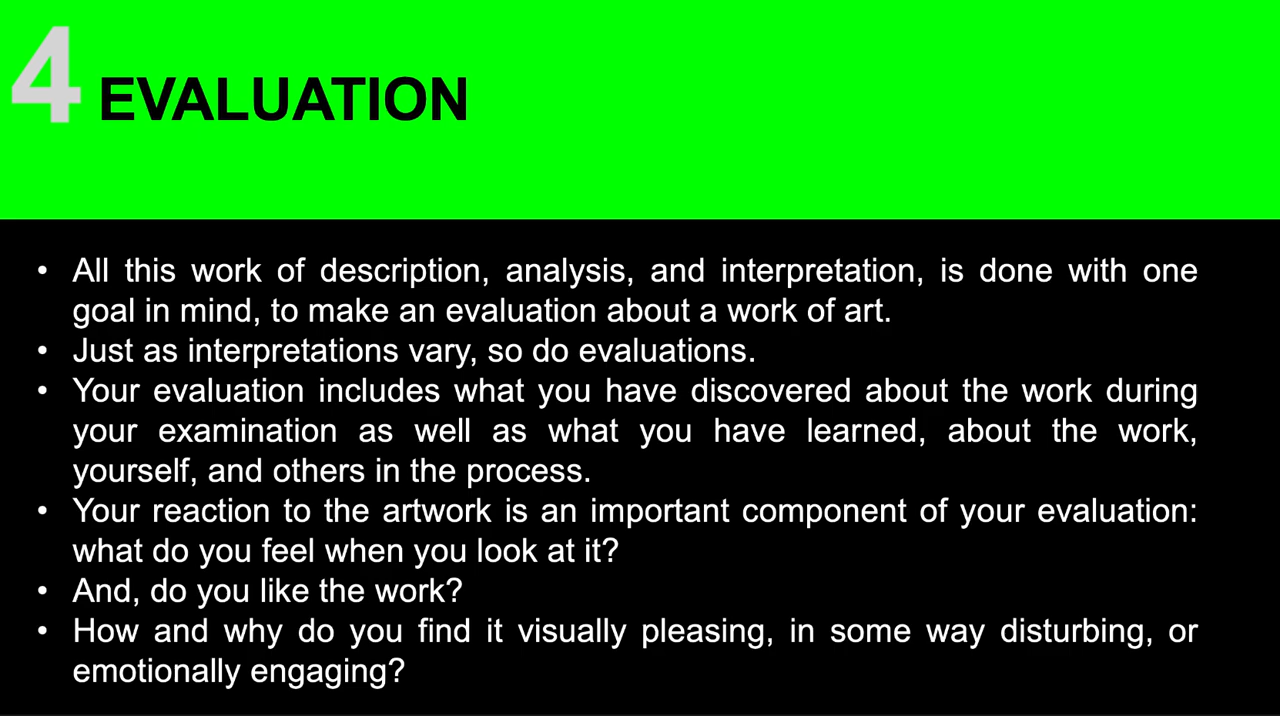 4 EVALUATION
• All this work of description, analysis, and interpretation, is done with one
goal in mind, to make an evaluation about a work of art.
• Just as interpretations vary, so do evaluations.
• Your evaluation includes what you have discovered about the work during
your examination as well as what you have learned, about the work,
yourself, and others in the process.
• Your reaction to the artwork is an important component of your evaluation:
what do you feel when you look at it?
• And, do you like the work?
• How and why do you find it visually pleasing, in some way disturbing, or
emotionally engaging?